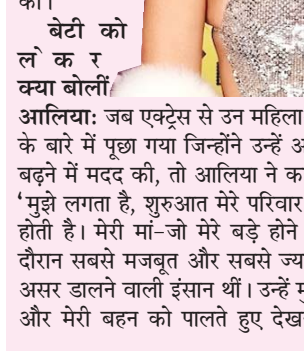 की।
बेटी को
लेकर
क्या बोलीं
आलिया: जब एक्ट्रेस से उन महिला
के बारे में पूछा गया जिन्होंने उन्हें
बढ़ने में मदद की, तो आलिया ने
‘मुझे लगता है, शुरुआत मेरे परिवार
होती है। मेरी मां-जो मेरे बड़े होने
दौरान सबसे मजबूत और सबसे
असर डालने वाली इंसान थीं। उन्हें
और मेरी बहन को पालते हुए